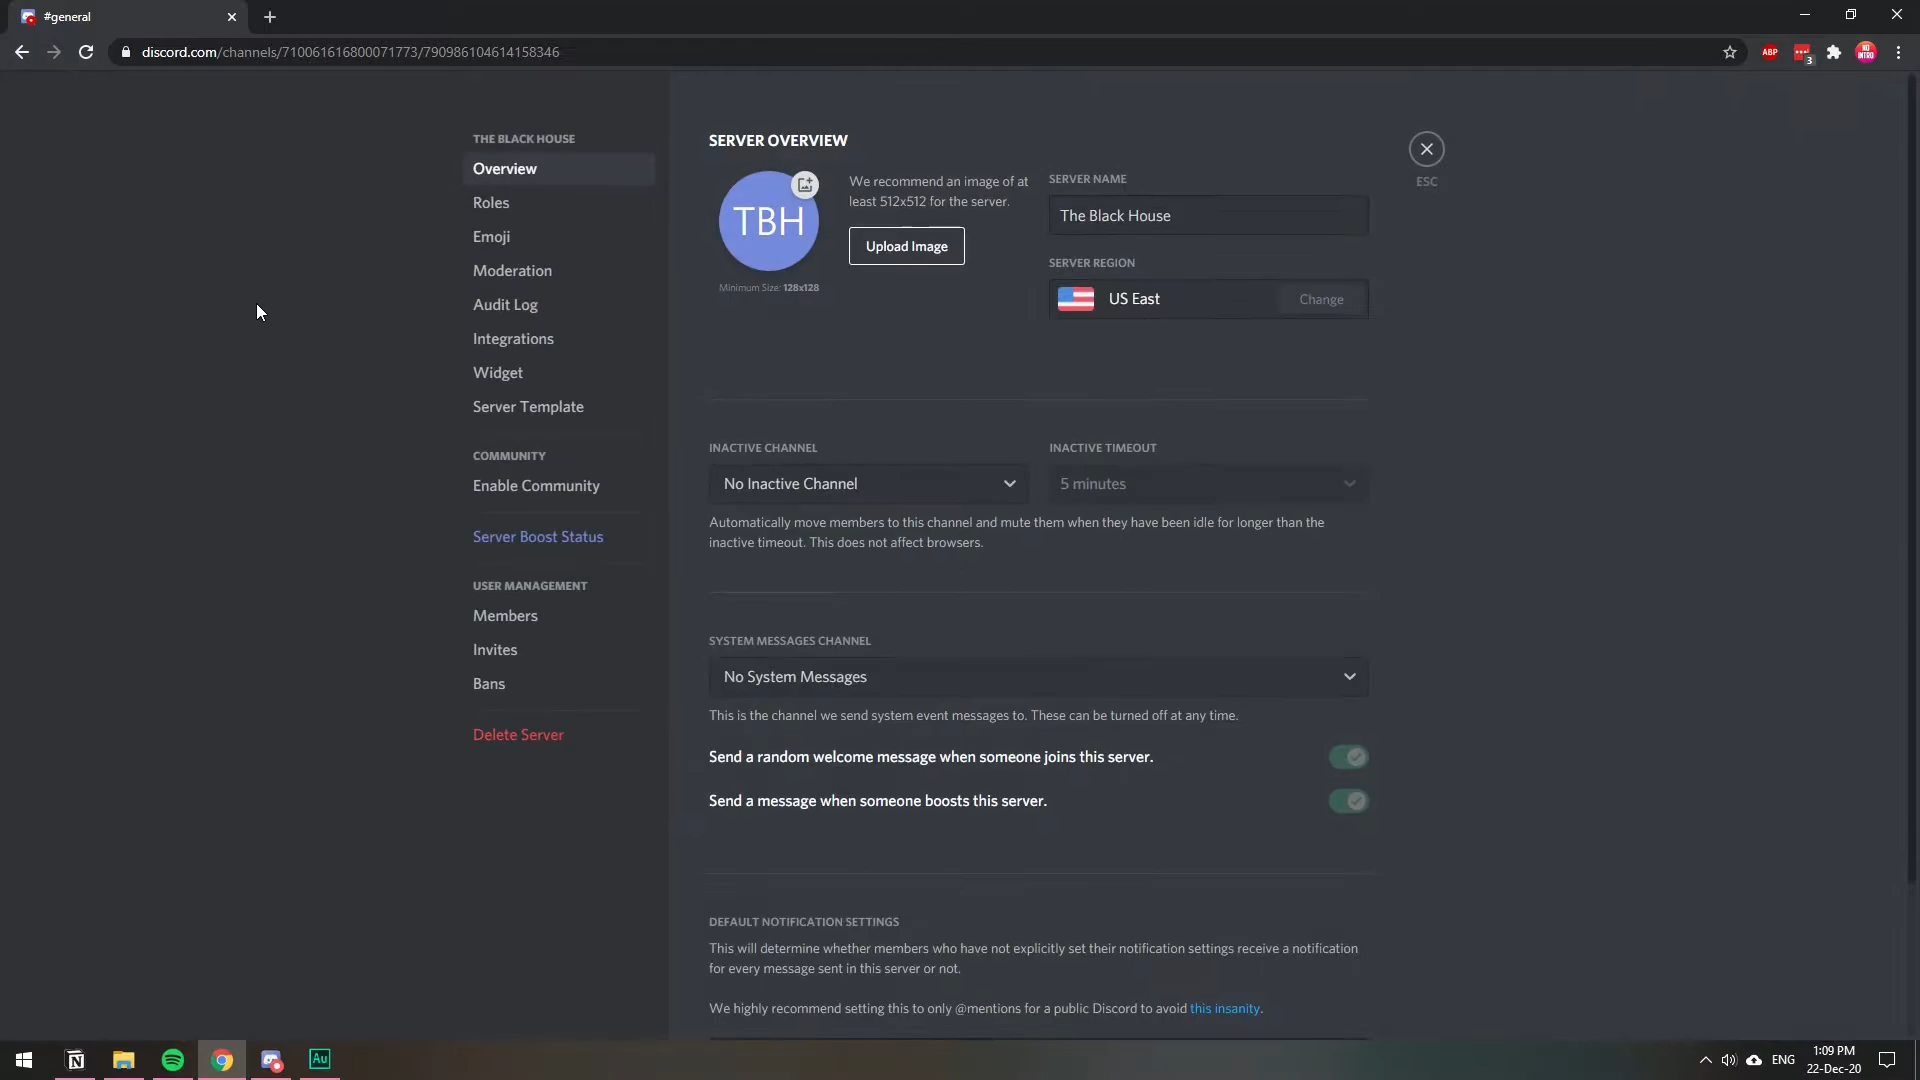 #general
discord.com/channels/710061616800071773/790986104614158346
ABP
3
NO INTRO
THE BLACK HOUSE
Overview
Roles
Emoji
Moderation
Audit Log
Integrations
Widget
Server Template
COMMUNITY
Enable Community
Server Boost Status
USER MANAGEMENT
Members
Invites
Bans
Delete Server
SERVER OVERVIEW
TBH
Minimum Size: 128x128
We recommend an image of at
least 512x512 for the server.
Upload Image
SERVER NAME
The Black House
SERVER REGION
US East
Change
ESC
INACTIVE CHANNEL
No Inactive Channel
INACTIVE TIMEOUT
5 minutes
Automatically move members to this channel and mute them when they have been idle for longer than the
inactive timeout. This does not affect browsers.
SYSTEM MESSAGES CHANNEL
No System Messages
This is the channel we send system event messages to. These can be turned off at any time.
Send a random welcome message when someone joins this server.
Send a message when someone boosts this server.
DEFAULT NOTIFICATION SETTINGS
This will determine whether members who have not explicitly set their notification settings receive a notification
for every message sent in this server or not.
We highly recommend setting this to only @mentions for a public Discord to avoid this insanity.
Au
ENG
1:09 PM
22-Dec-20